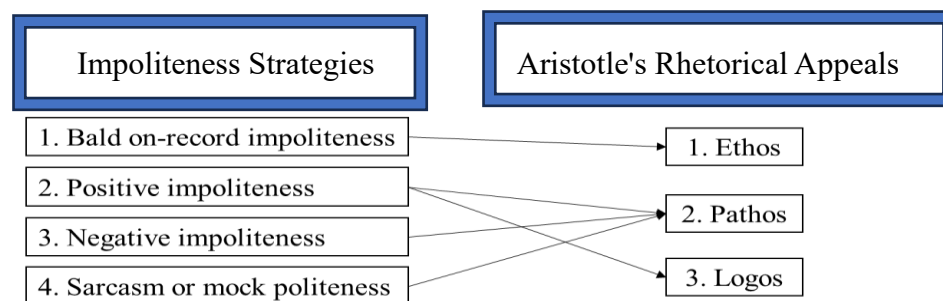 Impoliteness Strategies
Aristotle's Rhetorical Appeals
1. Bald on-record impoliteness
2. Positive impoliteness
3. Negative impoliteness
4. Sarcasm or mock politeness
1. Ethos
2. Pathos
3. Logos